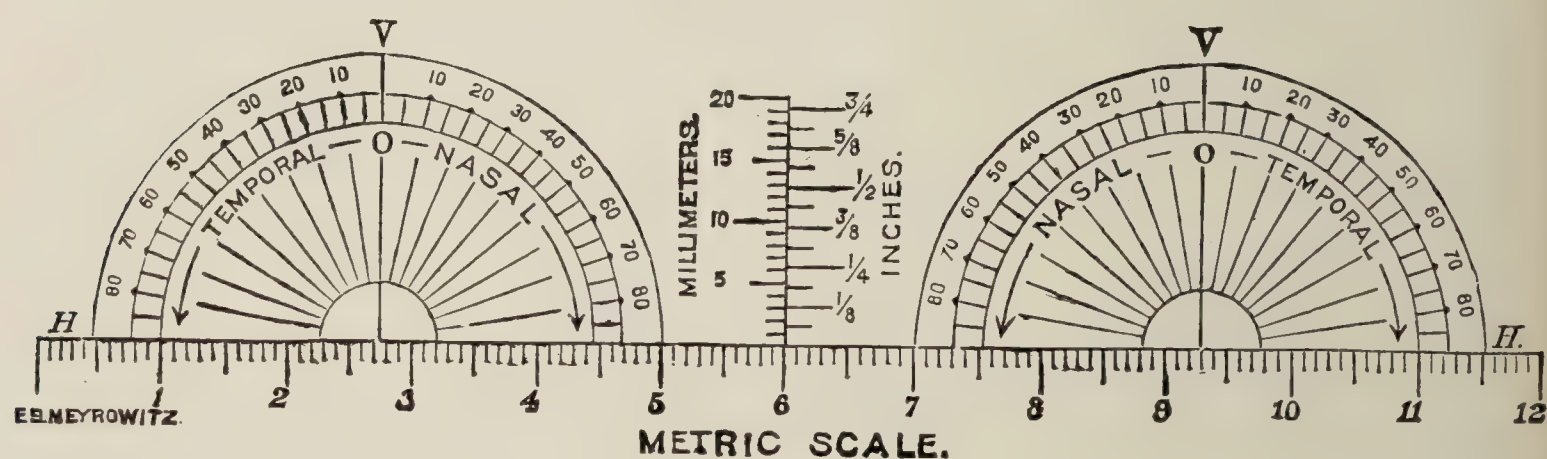 V V
80 70 60 50 40 30 20 10 10 20 30 40 50 60 70 80
TEMPORAL – O – NASAL
MILLIMETERS.
20
15
10
5
3/4
5/8
1/2
3/8
1/4
1/8
INCHES.
80 70 60 50 40 30 20 10 10 20 30 40 50 60 70 80
NASAL – O – TEMPORAL
H H.
1 2 3 4 5 6 7 8 9 10 11 12
E.B.MEYROWITZ.
METRIC SCALE.